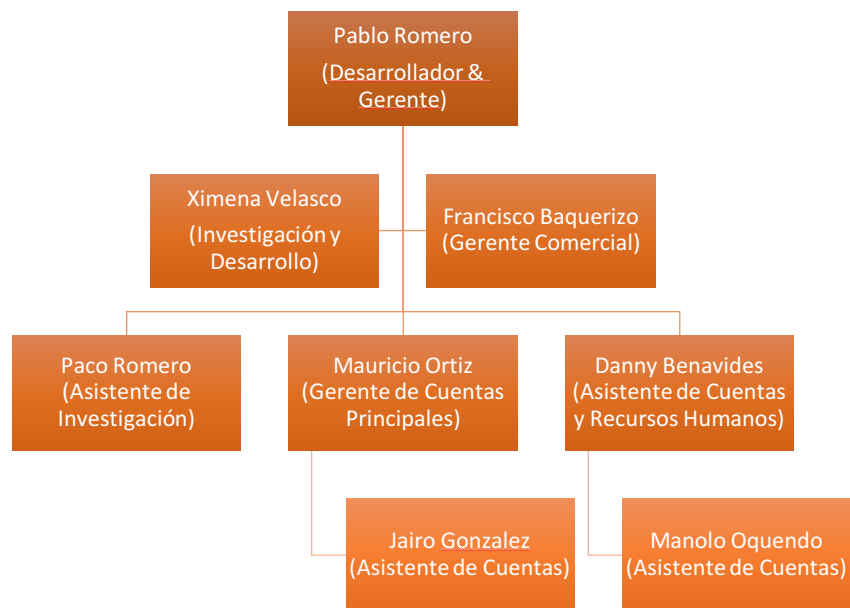 Pablo Romero
(Desarrollador &
Gerente)
Ximena Velasco
(Investigación y
Desarrollo)
Francisco Baquerizo
(Gerente Comercial)
Paco Romero
(Asistente de
Investigación)
Mauricio Ortiz
(Gerente de Cuentas
Principales)
Danny Benavides
(Asistente de Cuentas
y Recursos Humanos)
Jairo Gonzalez
(Asistente de Cuentas)
Manolo Oquendo
(Asistente de Cuentas)